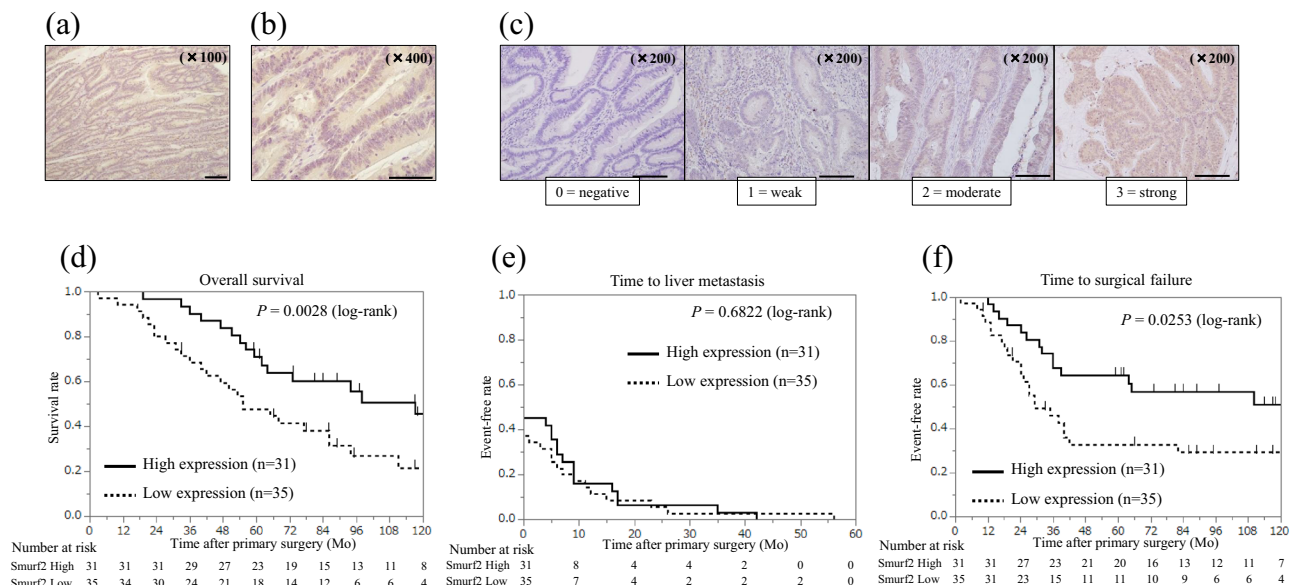 (a)
(b)
(c)
(×100)
(×400)
(×200)
(×200)
(×200)
(×200)
0 = negative
1 = weak
2 = moderate
3 = strong
(d)
Overall survival
P = 0.0028 (log-rank)
Survival rate
1.0
0.8
0.6
0.4
0.2
0.0
High expression (n=31)
Low expression (n=35)
0 12 24 36 48 60 72 84 96 108 120
Time after primary surgery (Mo)
Number at risk
Smurf2 High 31 31 31 29 27 23 19 15 13 11 8
Smurf2 Low 35 34 30 24 21 18 14 12 6 6 4
(e)
Time to liver metastasis
P = 0.6822 (log-rank)
High expression (n=31)
Low expression (n=35)
Event-free rate
1.0
0.8
0.6
0.4
0.2
0.0
0 10 20 30 40 50 60
Time after primary surgery (Mo)
Number at risk
Smurf2 High 31 8 4 4 2 0 0
Smurf2 Low 35 7 4 2 2 2 0
(f)
Time to surgical failure
P = 0.0253 (log-rank)
Event-free rate
1.0
0.8
0.6
0.4
0.2
0.0
High expression (n=31)
Low expression (n=35)
0 12 24 36 48 60 72 84 96 108 120
Time after primary surgery (Mo)
Number at risk
Smurf2 High 31 31 27 23 21 20 16 13 12 11 7
Smurf2 Low 35 31 23 15 11 11 10 9 6 6 4